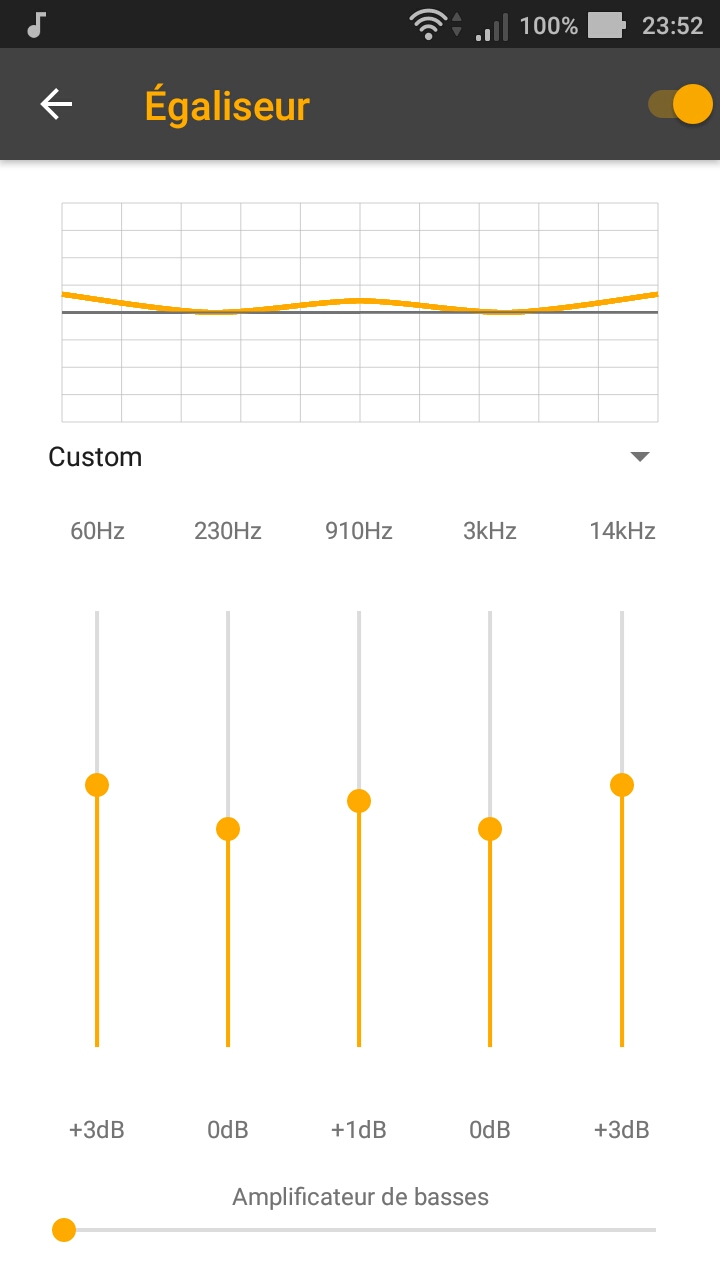 100% 23:52
Égaliseur
Custom
60Hz 230Hz 910Hz 3kHz 14kHz
+3dB 0dB +1dB 0dB +3dB
Amplificateur de basses